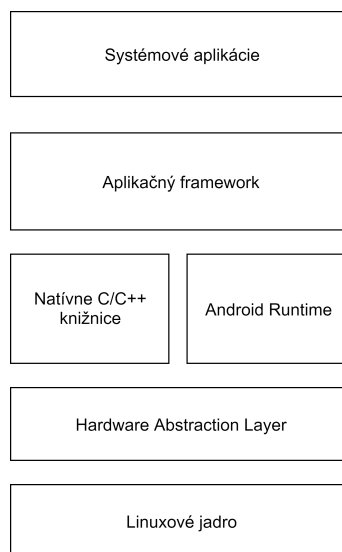 Systémové aplikácie
Aplikačný framework
Natívne C/C++
knižnice
Android Runtime
Hardware Abstraction Layer
Linuxové jadro